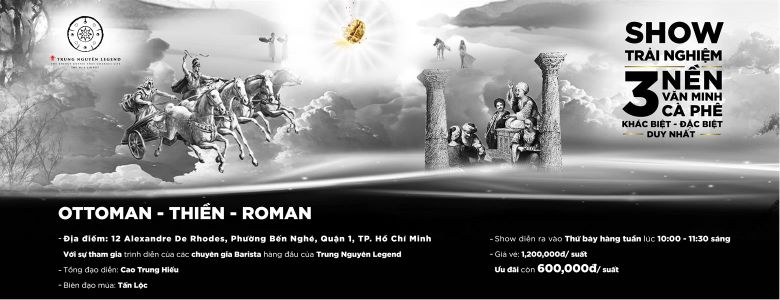 TRUNG NGUYÊN LEGEND
SHOW
TRẢI NGHIỆM
3 NỀN
VĂN MINH
CÀ PHÊ
KHÁC BIỆT - ĐẶC BIỆT
DUY NHẤT
OTTOMAN - THIỀN - ROMAN
- Địa điểm: 12 Alexandre De Rhodes, Phường Bến Nghé, Quận 1, TP. Hồ Chí Minh
Với sự tham gia trình diễn của các chuyên gia Barista hàng đầu của Trung Nguyên Legend
- Tổng đạo diễn: Cao Trung Hiếu
- Biên đạo múa: Tấn Lộc
- Show diễn ra vào Thứ bảy hàng tuần lúc 10:00 - 11:30 sáng
- Giá vé: 1,200,000đ/ suất
Ưu đãi còn 600,000đ/ suất